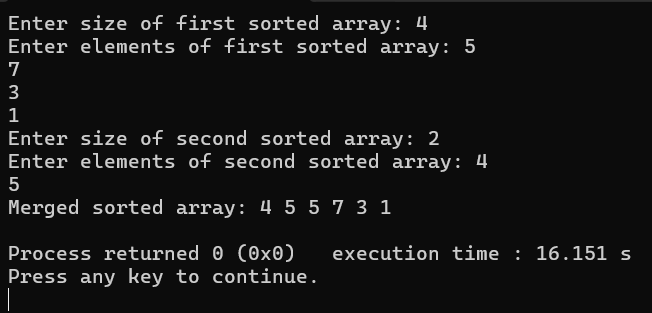 Enter size of first sorted array: 4
Enter elements of first sorted array: 5
7
3
1
Enter size of second sorted array: 2
Enter elements of second sorted array: 4
5
Merged sorted array: 4 5 5 7 3 1
Process returned 0 (0x0)   execution time : 16.151 s
Press any key to continue.